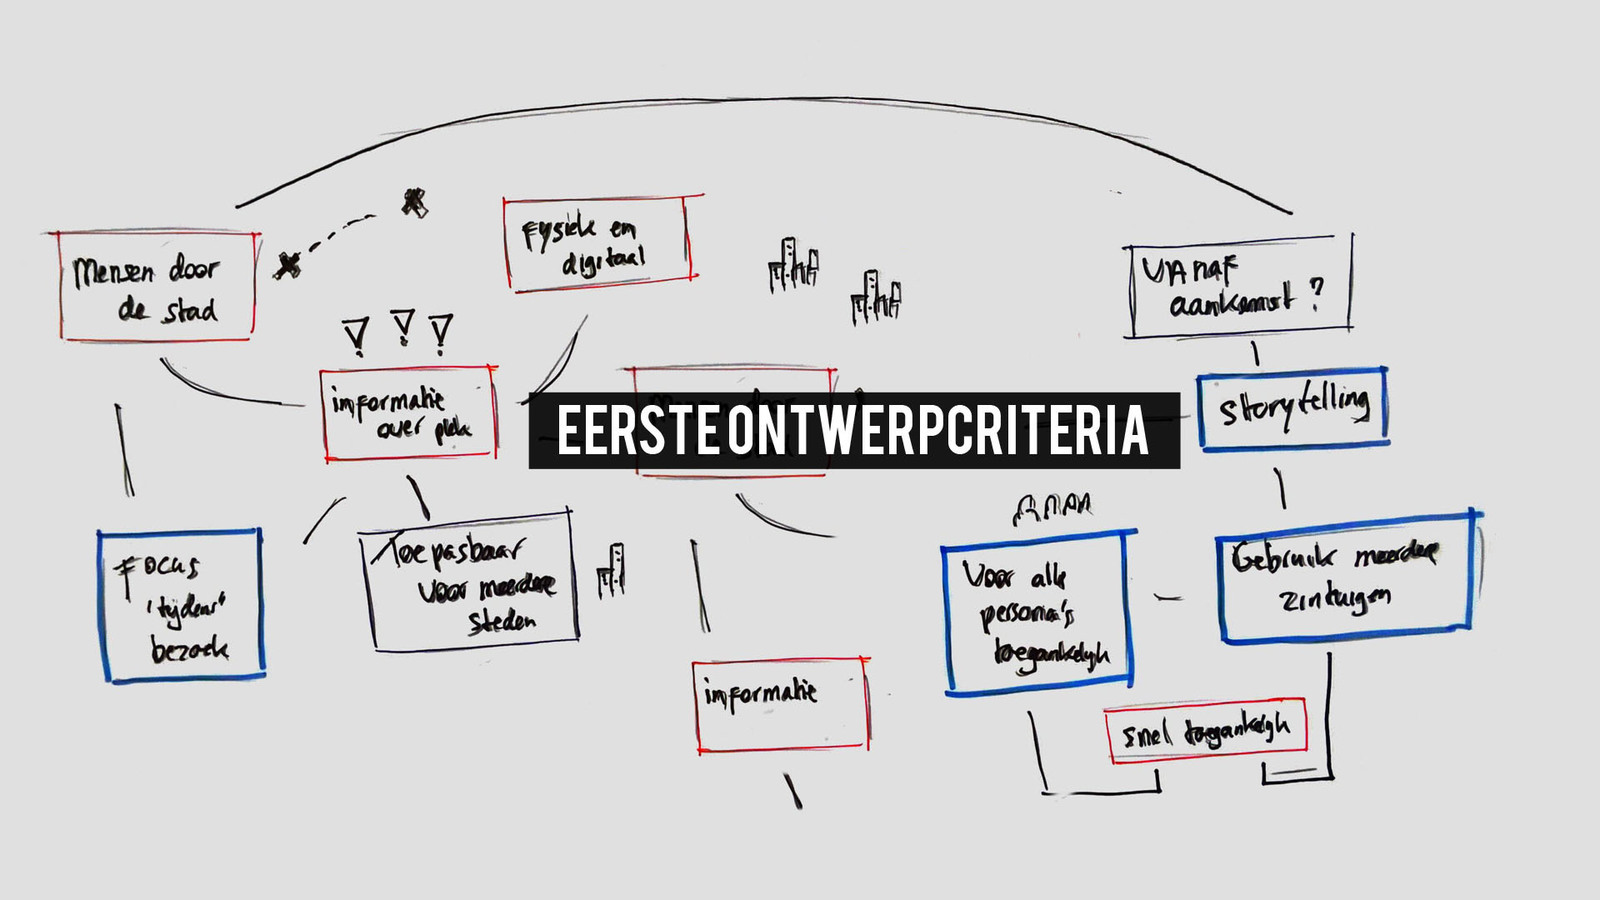 Mensen door
de stad
Fysiek en
digitaal
VANAF
aankomst ?
informatie
over plek
EERSTE ONTWERPCRITERIA
storytelling
Focus
'tijdens'
bezoek
Toepasbaar
voor meerdere
steden
Voor alle
persona's
toegankelijk
Gebruik meerdere
zintuigen
informatie
snel toegankelijk